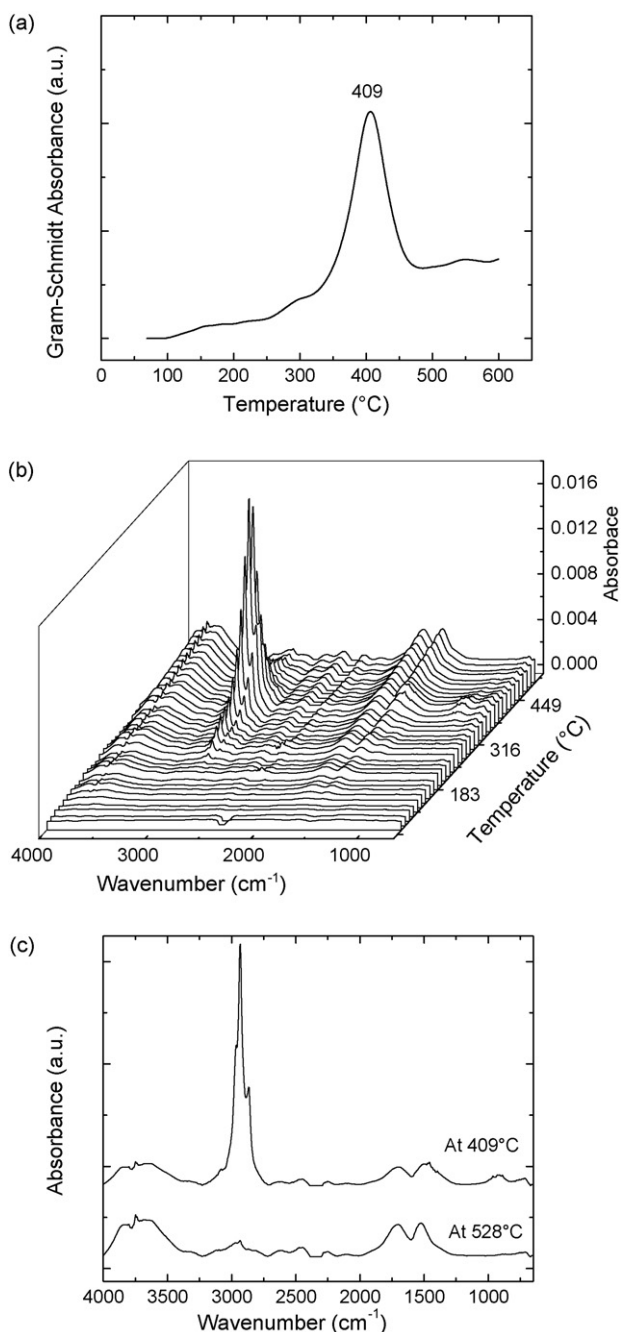 (a)
Gram-Schmidt Absorbance (a.u.)
409
0 100 200 300 400 500 600
Temperature (°C)
(b)
0.016
0.012
0.008
0.004
0.000
Absorbace
449
316
183
Temperature (°C)
4000 3000 2000 1000
Wavenumber (cm-1)
(c)
Absorbance (a.u.)
At 409°C
At 528°C
4000 3500 3000 2500 2000 1500 1000
Wavenumber (cm-1)